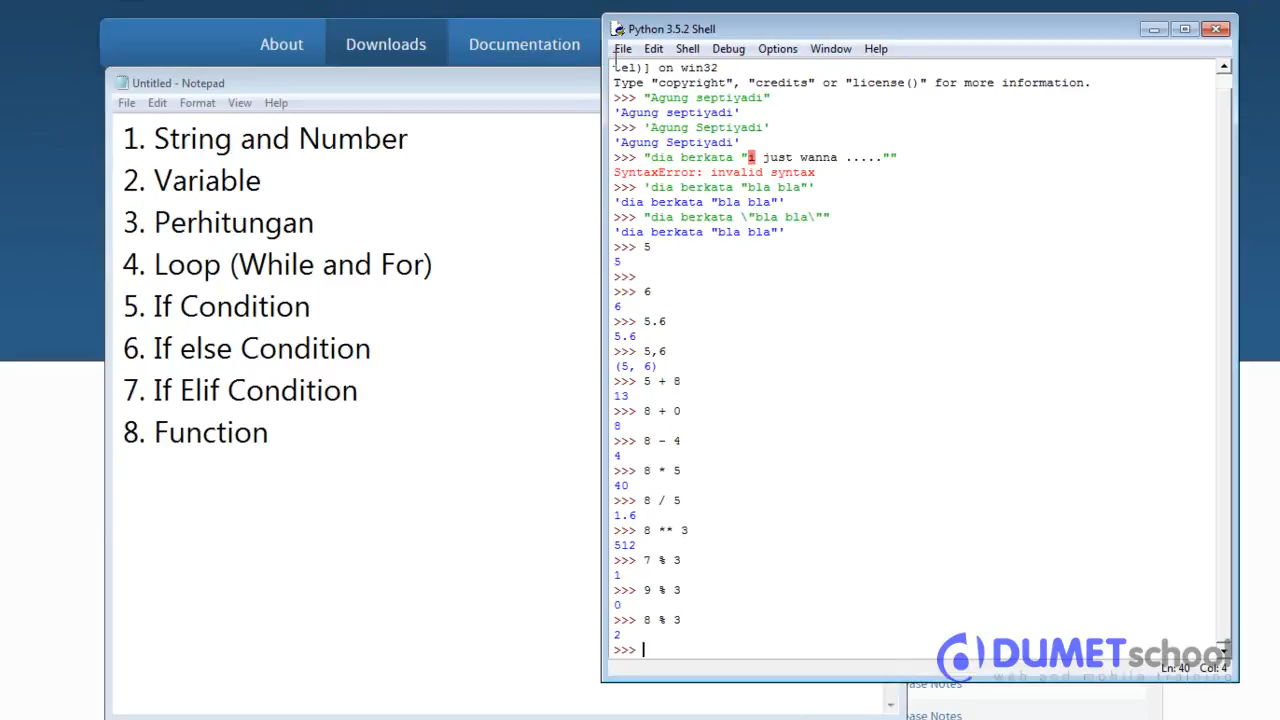 About
Downloads
Documentation
Untitled - Notepad
File Edit Format View Help
1. String and Number
2. Variable
3. Perhitungan
4. Loop (While and For)
5. If Condition
6. If else Condition
7. If Elif Condition
8. Function
Python 3.5.2 Shell
File Edit Shell Debug Options Window Help
tel)] on win32
Type "copyright", "credits" or "license()" for more information.
>>> "Agung septiyadi"
'Agung septiyadi'
>>> 'Agung Septiyadi'
'Agung Septiyadi'
>>> "dia berkata "i just wanna .....""
SyntaxError: invalid syntax
>>> 'dia berkata "bla bla"'
'dia berkata "bla bla"'
>>> "dia berkata \"bla bla\""
'dia berkata "bla bla"'
>>> 5
5
>>>
>>> 6
6
>>> 5.6
5.6
>>> 5,6
(5, 6)
>>> 5 + 8
13
>>> 8 + 0
8
>>> 8 - 4
4
>>> 8 * 5
40
>>> 8 / 5
1.6
>>> 8 ** 3
512
>>> 7 % 3
1
>>> 9 % 3
0
>>> 8 % 3
2
>>>
DUMETschool
web and mobile training
Ln: 40 Col: 4
ase Notes
ase Notes